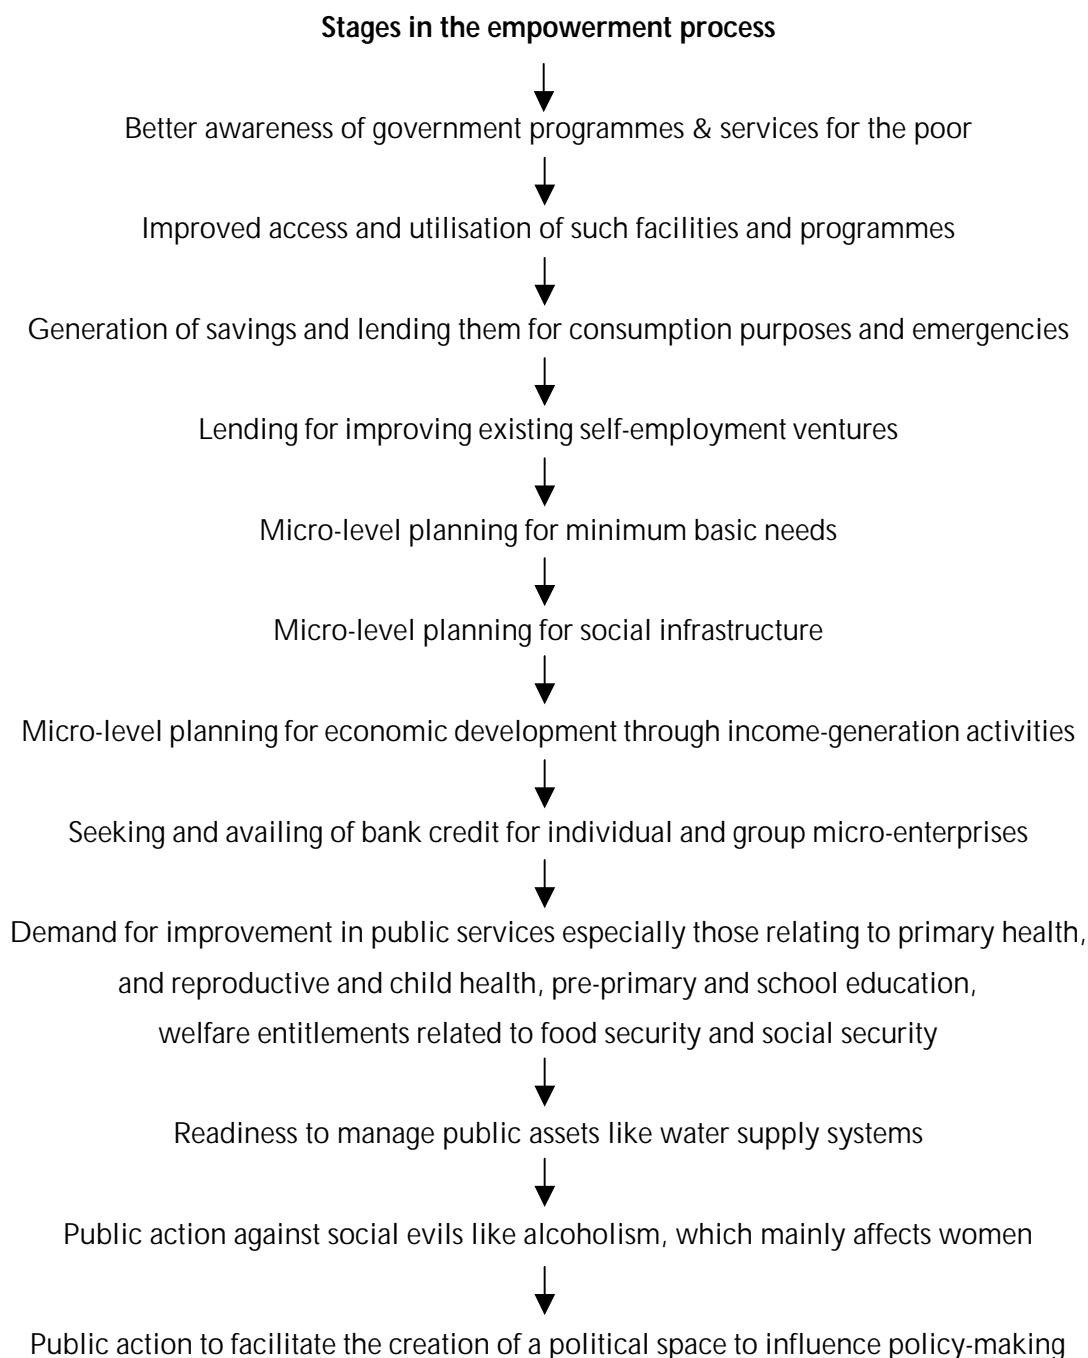 Stages in the empowerment process
Better awareness of government programmes & services for the poor
Improved access and utilisation of such facilities and programmes
Generation of savings and lending them for consumption purposes and emergencies
Lending for improving existing self-employment ventures
Micro-level planning for minimum basic needs
Micro-level planning for social infrastructure
Micro-level planning for economic development through income-generation activities
Seeking and availing of bank credit for individual and group micro-enterprises
Demand for improvement in public services especially those relating to primary health,
and reproductive and child health, pre-primary and school education,
welfare entitlements related to food security and social security
Readiness to manage public assets like water supply systems
Public action against social evils like alcoholism, which mainly affects women
Public action to facilitate the creation of a political space to influence policy-making